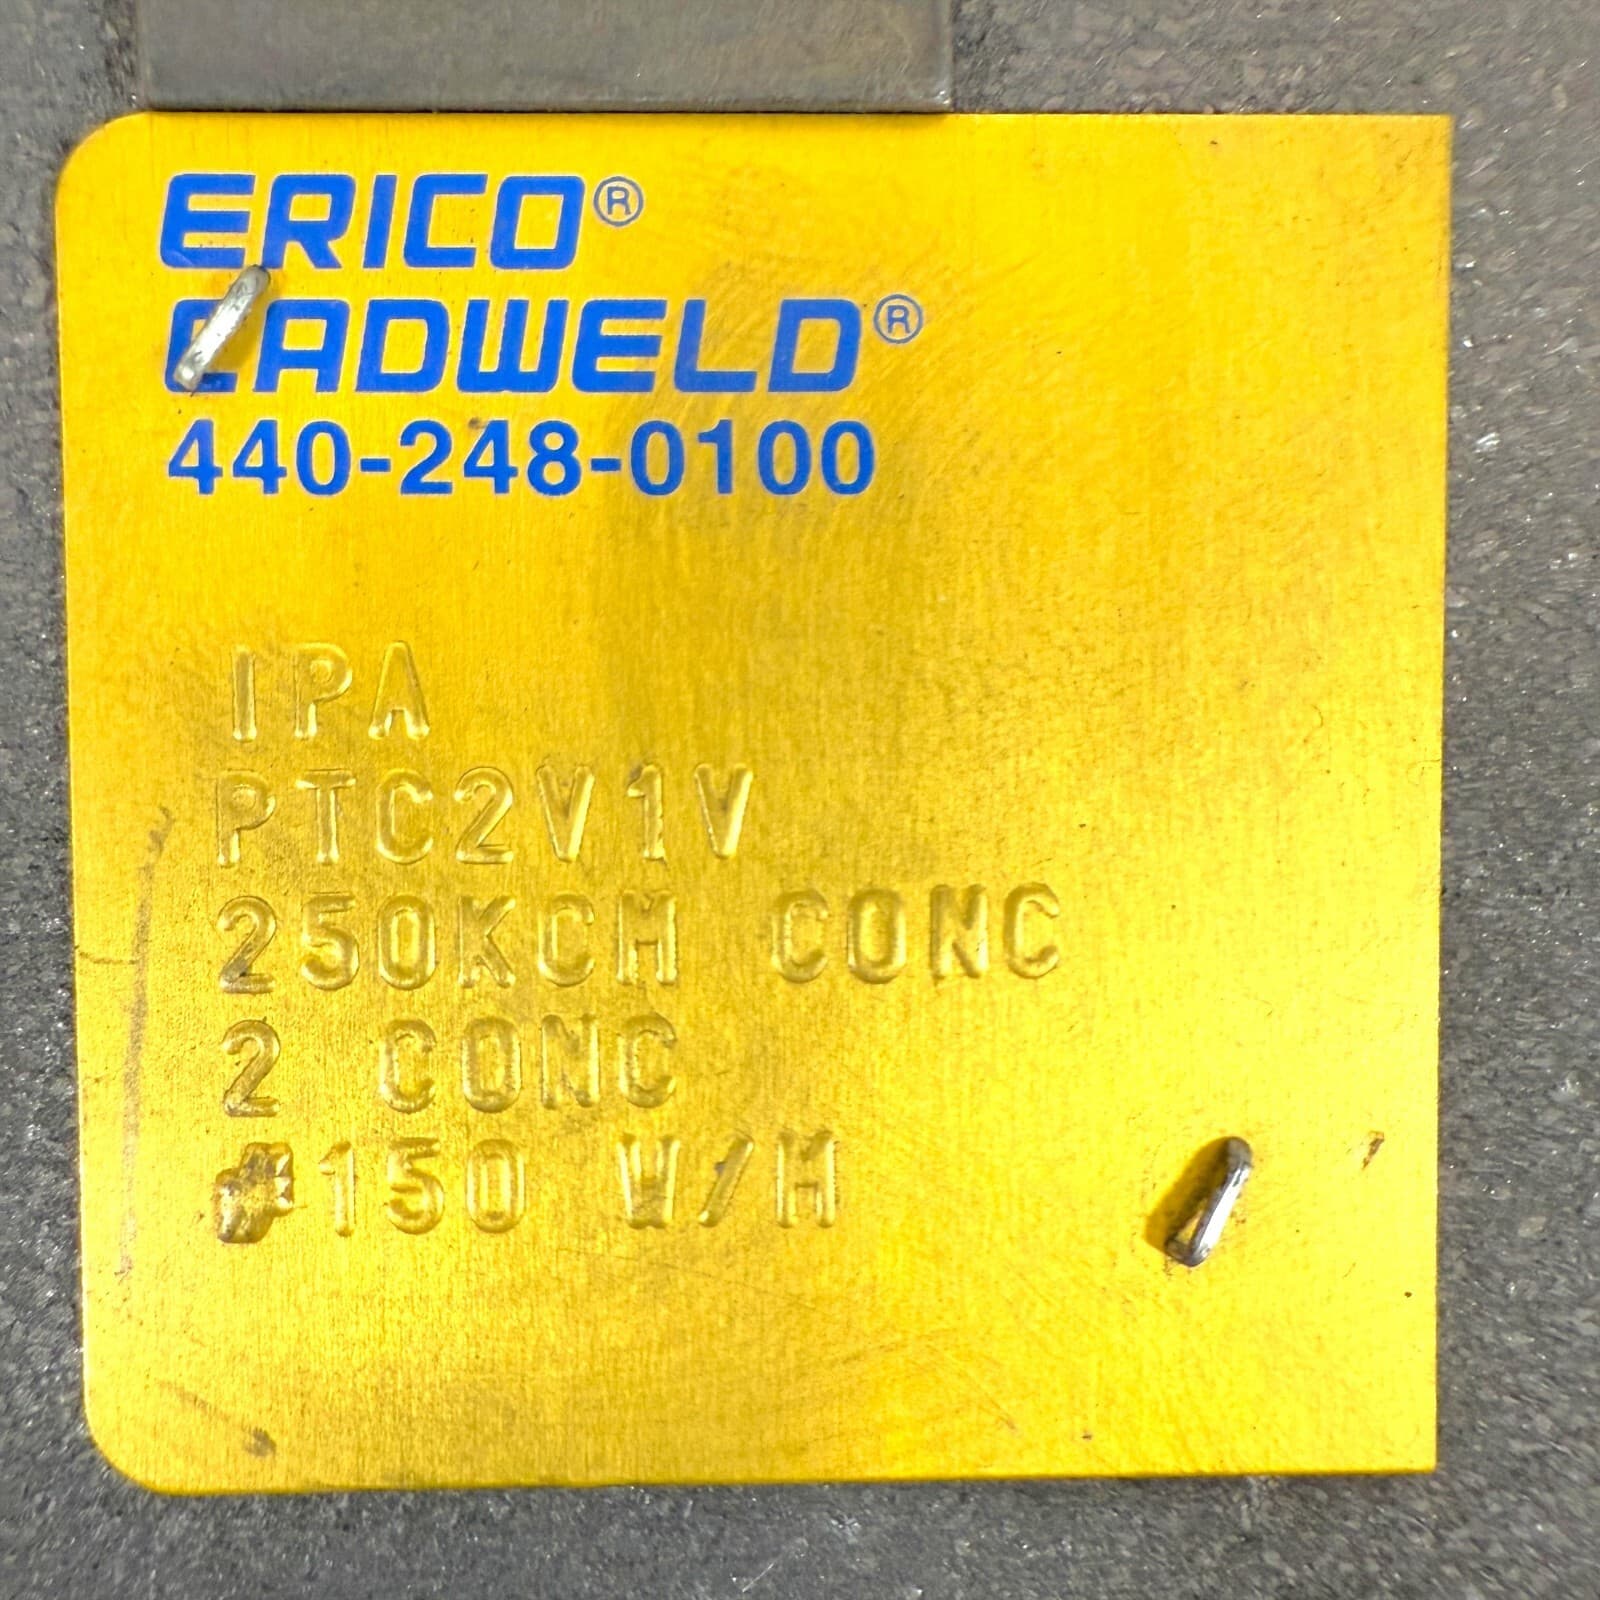 ERICO®
CADWELD®
440-248-0100
IPA
PTC2V1V
250KCM CONC
2 CONC
#150 W/H